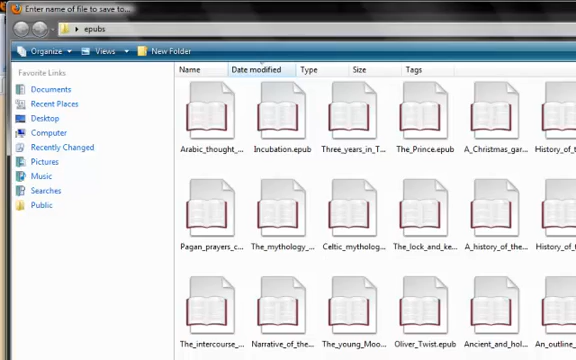 Enter name of file to save to...
epubs
Organize Views New Folder
Favorite Links
Documents
Recent Places
Desktop
Computer
Recently Changed
Pictures
Music
Searches
Public
Name Date modified Type Size Tags
Arabic_thought_... Incubation.epub Three_years_in_T... The_Prince.epub A_Christmas_gar... History_of_
Pagan_prayers_c... The_mythology_... Celtic_mytholog... The_lock_and_ke... A_history_of_the... History_of_t
The_intercourse_... Narrative_of_the... The_young_Moo... Oliver_Twist.epub Ancient_and_hol... An_outline_